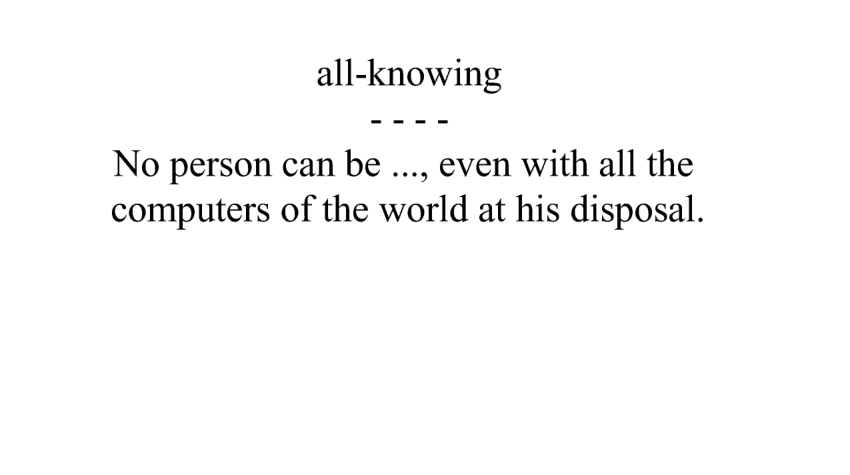 all-knowing
- - - -
No person can be ..., even with all the
computers of the world at his disposal.